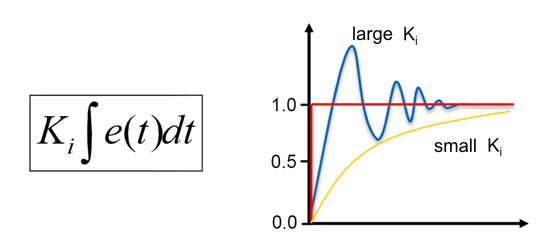 K_i ∫ e(t)dt
large K_i
1.0
0.5
small K_i
0.0